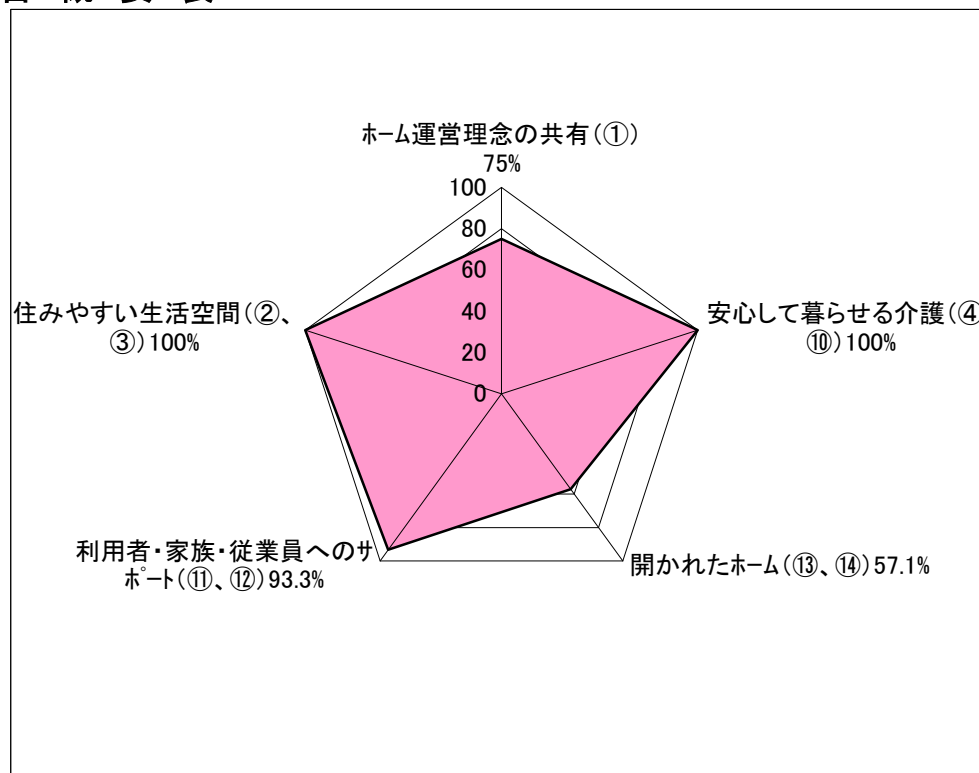 ホーム運営理念の共有(①)
75%
100
80
60
40
20
0
住みやすい生活空間(②、
③)100%
安心して暮らせる介護(④
⑩)100%
利用者・家族・従業員へのサ
ポート(⑪、⑫)93.3%
開かれたホーム(⑬、⑭)57.1%